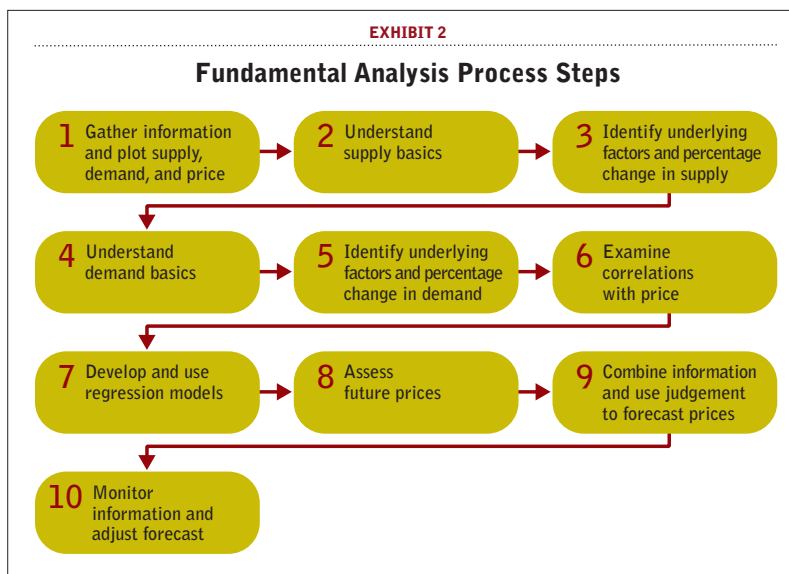 EXHIBIT 2
Fundamental Analysis Process Steps
1 Gather information
and plot supply,
demand, and price
2 Understand
supply basics
3 Identify underlying
factors and percentage
change in supply
4 Understand
demand basics
5 Identify underlying
factors and percentage
change in demand
6 Examine
correlations
with price
7 Develop and use
regression models
8 Assess
future prices
9 Combine information
and use judgement
to forecast prices
10 Monitor
information and
adjust forecast